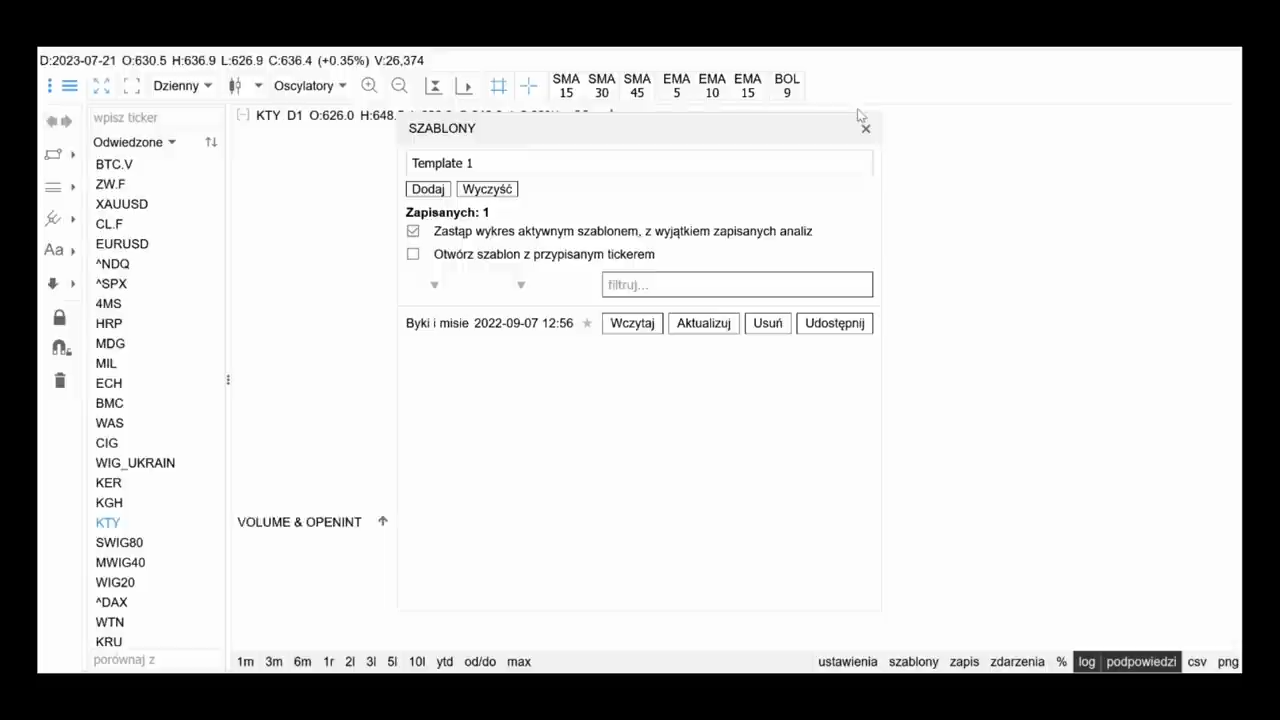 D:2023-07-21 O:630.5 H:636.9 L:626.9 C:636.4 (+0.35%) V:26,374
Dzienny Oscylatory SMA 15 SMA 30 SMA 45 EMA 5 EMA 10 EMA 15 BOL 9
wpisz ticker
KTY D1 O:626.0 H:648.
SZABLONY
Odwiedzone
Aa
BTC.V
ZW.F
XAUUSD
CL.F
EURUSD
^NDQ
^SPX
4MS
HRP
MDG
MIL
ECH
BMC
WAS
CIG
WIG_UKRAIN
KER
KGH
KTY
SWIG80
MWIG40
WIG20
^DAX
WTN
KRU
porównaj z
Template 1
Dodaj Wyczyść
Zapisanych: 1
Zastąp wykres aktywnym szablonem, z wyjątkiem zapisanych analiz
Otwórz szablon z przypisanym tickerem
filtruj...
Byki i misie 2022-09-07 12:56 Wczytaj Aktualizuj Usuń Udostępnij
VOLUME & OPENINT
1m 3m 6m 1r 2l 3l 5l 10l ytd od/do max ustawienia szablony zapis zdarzenia % log podpowiedzi csv png